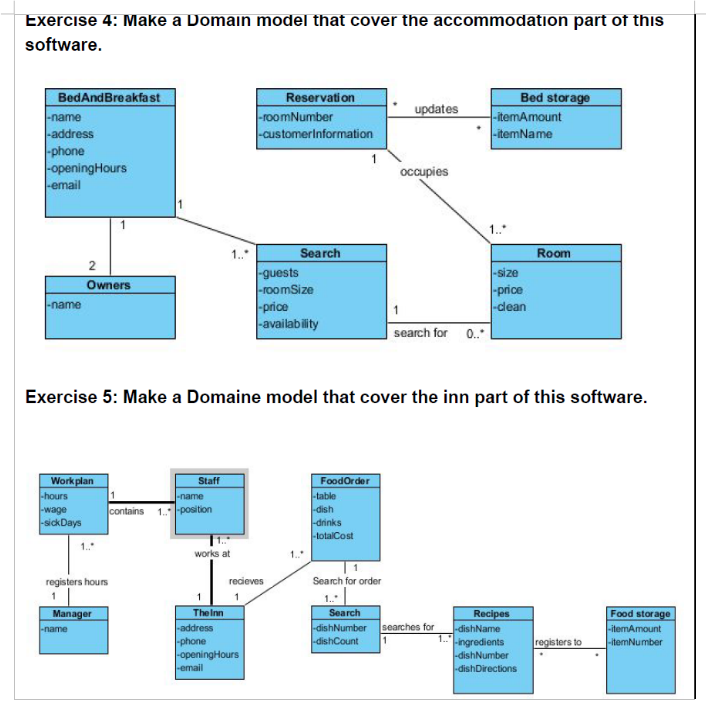 Exercise 4: Make a Domain model that cover the accommodation part of this
software.
BedAndBreakfast
-name
-address
-phone
-openingHours
-email
Reservation
-roomNumber
-customerInformation
* updates *
Bed storage
-itemAmount
-itemName
1
occupies
1..*
1
1
1..*
2
Owners
-name
Search
-guests
-roomSize
-price
-availability
Room
-size
-price
-clean
1
search for 0..*
Exercise 5: Make a Domaine model that cover the inn part of this software.
Workplan
-hours
-wage
-sickDays
1
contains 1..*
Staff
-name
-position
FoodOrder
-table
-dish
-drinks
-totalCost
1..*
registers hours
1
Manager
-name
1..*
works at
1
TheInn
-address
-phone
-openingHours
-email
1..*
recieves
1
1
Search for order
1..*
Search
-dishNumber
-dishCount
searches for
1 1..*
Recipes
-dishName
-ingredients
-dishNumber
-dishDirections
registers to
* *
Food storage
-itemAmount
-itemNumber